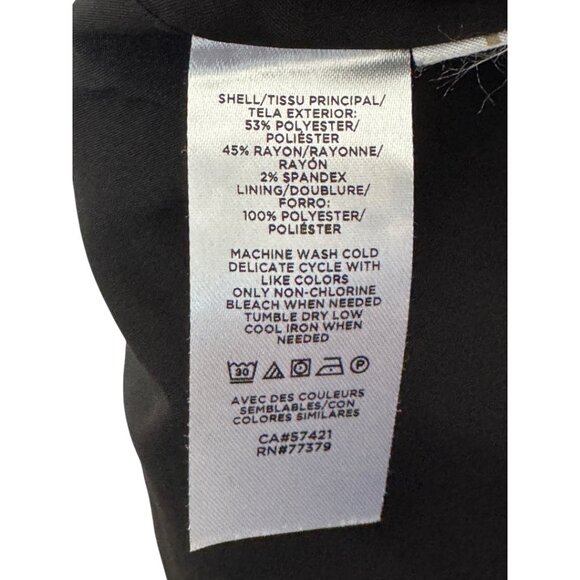 SHELL/TISSU PRINCIPAL/
TELA EXTERIOR:
53% POLYESTER/
POLIÉSTER
45% RAYON/RAYONNE/
RAYÓN
2% SPANDEX
LINING/DOUBLURE/
FORRO:
100% POLYESTER/
POLIÉSTER
MACHINE WASH COLD
DELICATE CYCLE WITH
LIKE COLORS
ONLY NON-CHLORINE
BLEACH WHEN NEEDED
TUMBLE DRY LOW
COOL IRON WHEN
NEEDED
30 P
AVEC DES COULEURS
SEMBLABLES/CON
COLORES SIMILARES
CA#57421
RN#77379